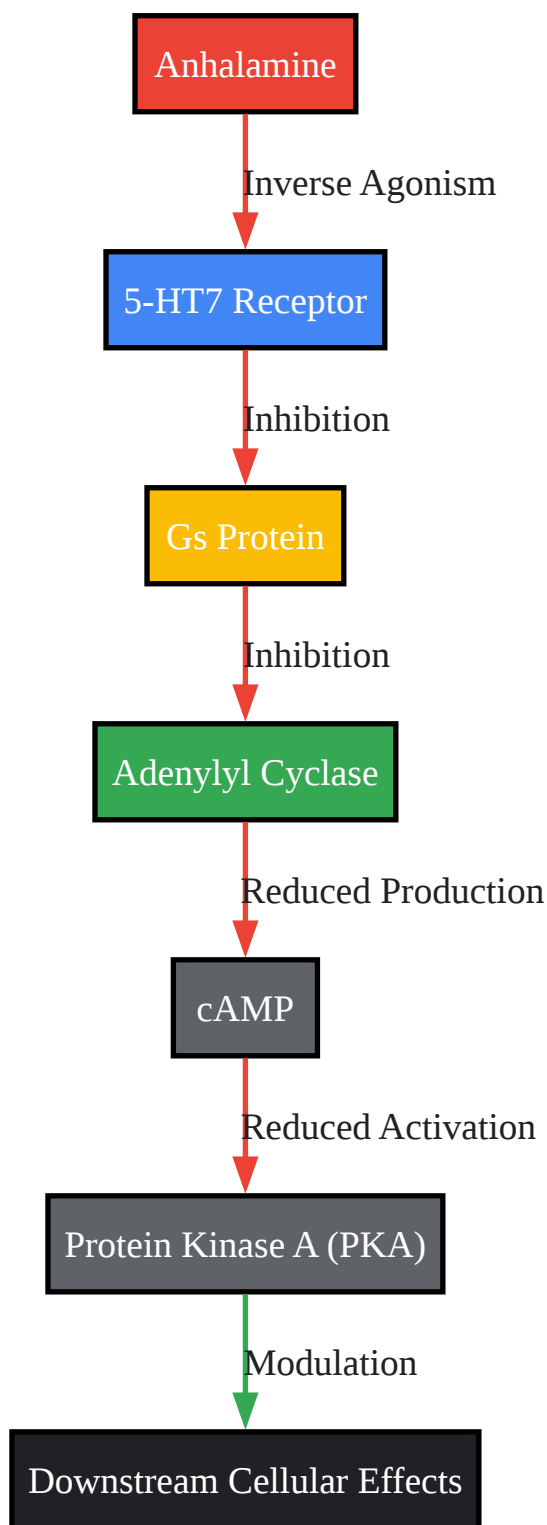 Anhalamine
Inverse Agonism
5-HT7 Receptor
Inhibition
Gs Protein
Inhibition
Adenylyl Cyclase
Reduced Production
cAMP
Reduced Activation
Protein Kinase A (PKA)
Modulation
Downstream Cellular Effects